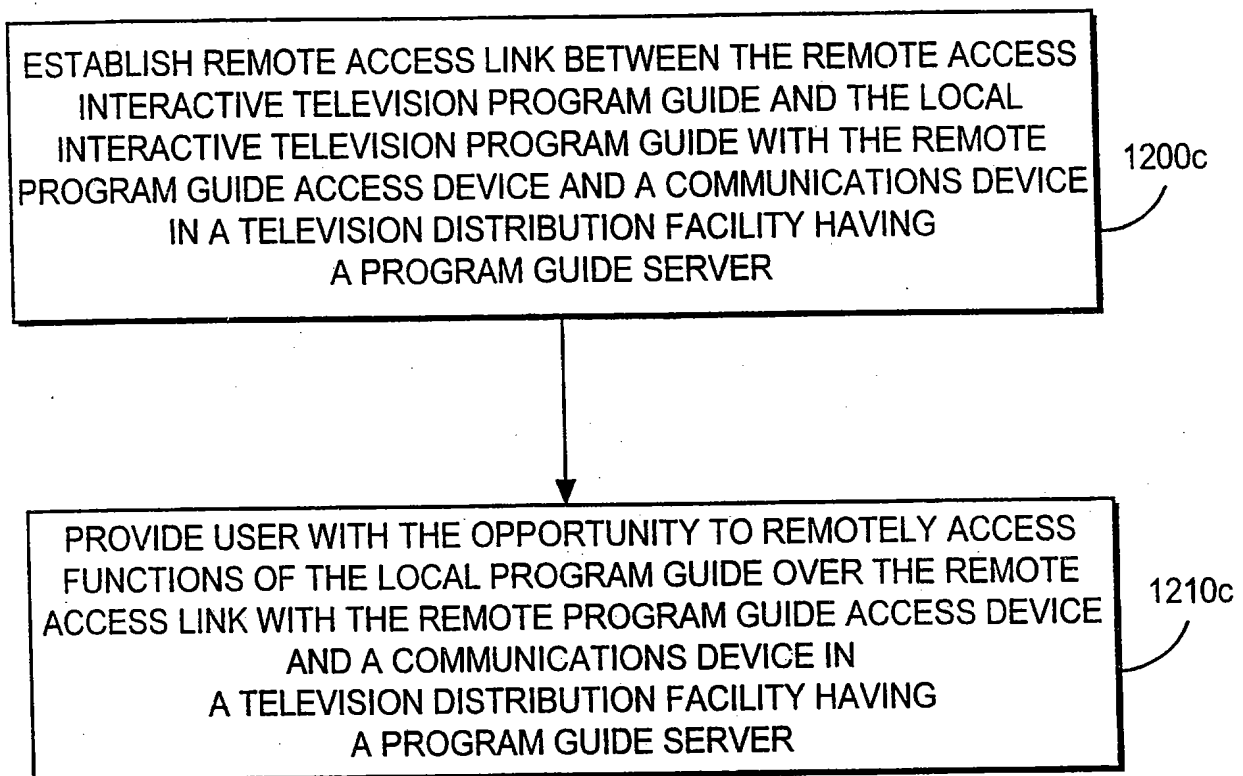 ESTABLISH REMOTE ACCESS LINK BETWEEN THE REMOTE ACCESS
INTERACTIVE TELEVISION PROGRAM GUIDE AND THE LOCAL
INTERACTIVE TELEVISION PROGRAM GUIDE WITH THE REMOTE
PROGRAM GUIDE ACCESS DEVICE AND A COMMUNICATIONS DEVICE
IN A TELEVISION DISTRIBUTION FACILITY HAVING
A PROGRAM GUIDE SERVER
1200c
PROVIDE USER WITH THE OPPORTUNITY TO REMOTELY ACCESS
FUNCTIONS OF THE LOCAL PROGRAM GUIDE OVER THE REMOTE
ACCESS LINK WITH THE REMOTE PROGRAM GUIDE ACCESS DEVICE
AND A COMMUNICATIONS DEVICE IN
A TELEVISION DISTRIBUTION FACILITY HAVING
A PROGRAM GUIDE SERVER
1210c